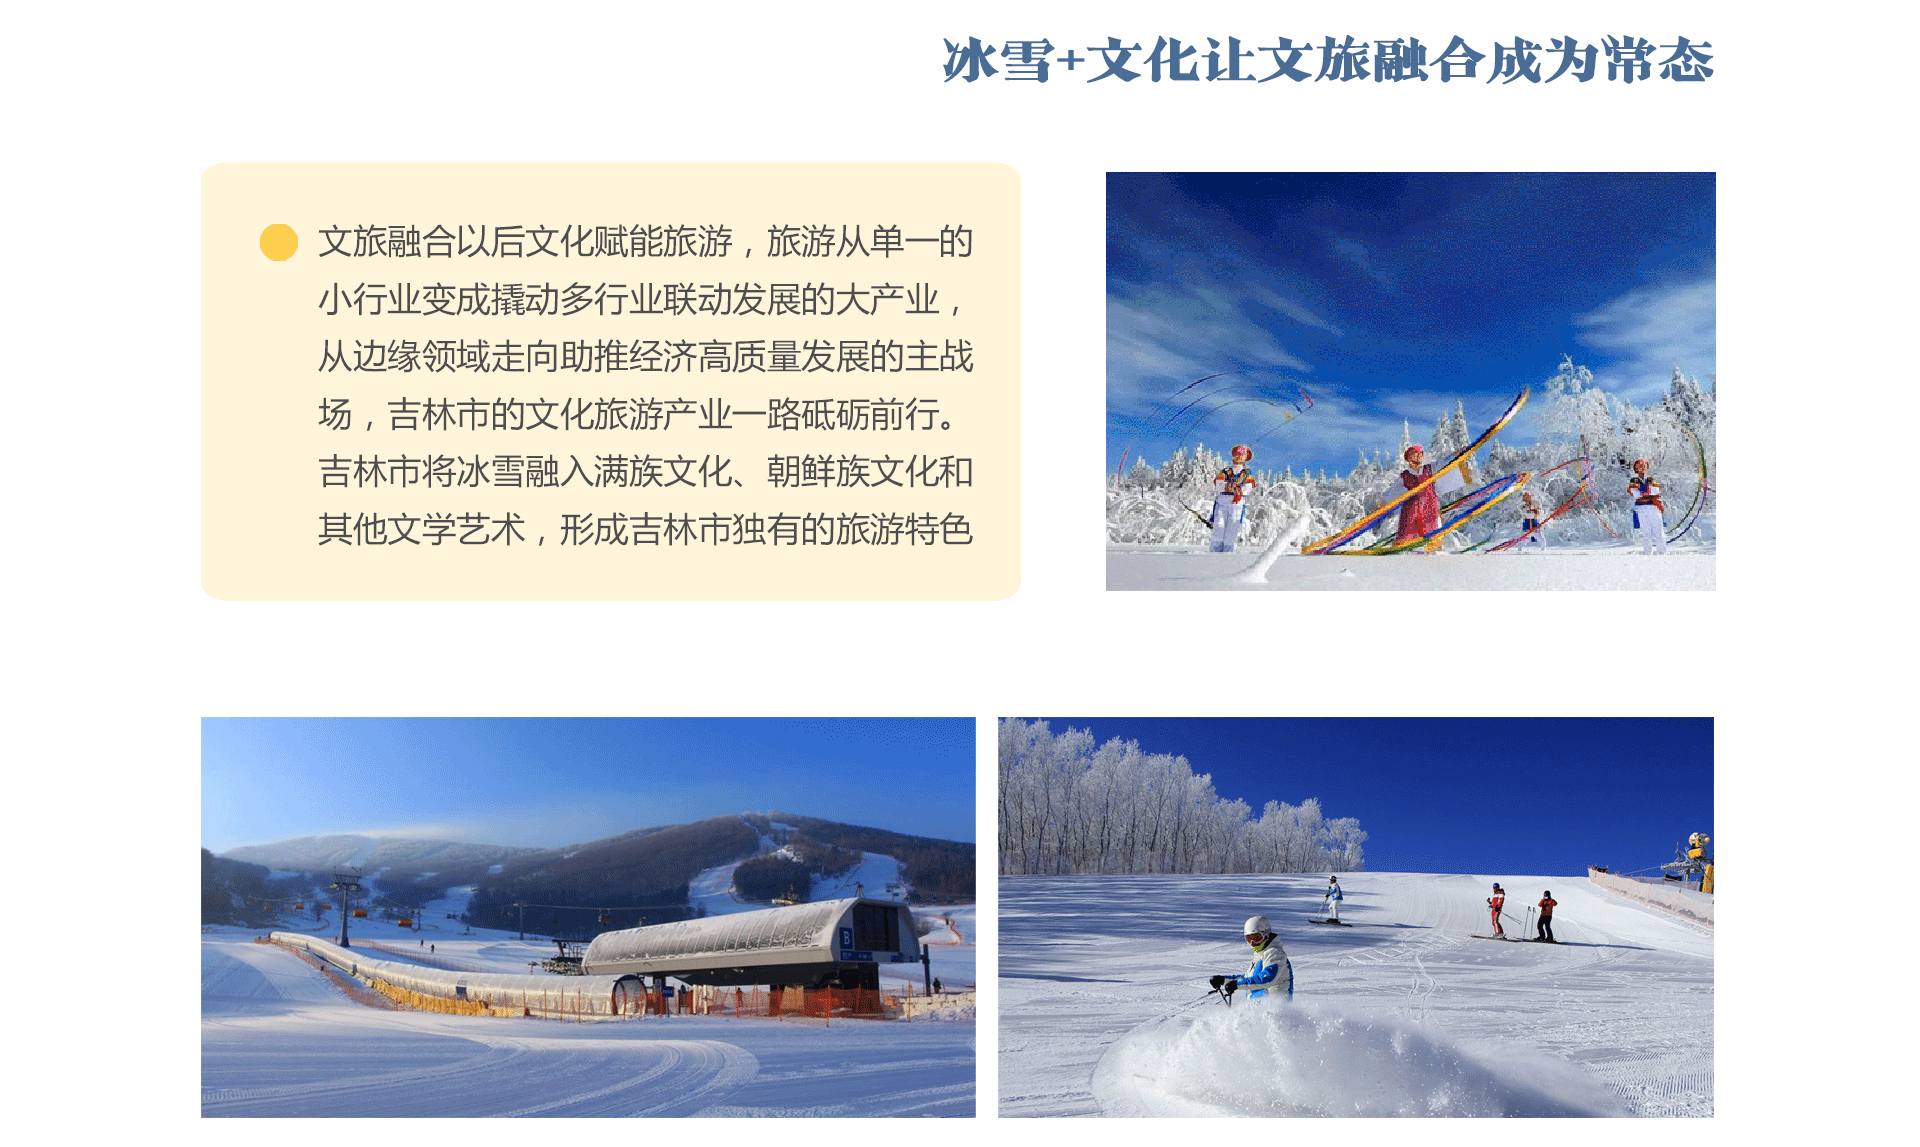 冰雪+文化让文旅融合成为常态
文旅融合以后文化赋能旅游，旅游从单一的
小行业变成撬动多行业联动发展的大产业，
从边缘领域走向助推经济高质量发展的主战
场，吉林市的文化旅游产业一路砥砺前行。
吉林市将冰雪融入满族文化、朝鲜族文化和
其他文学艺术，形成吉林市独有的旅游特色
B